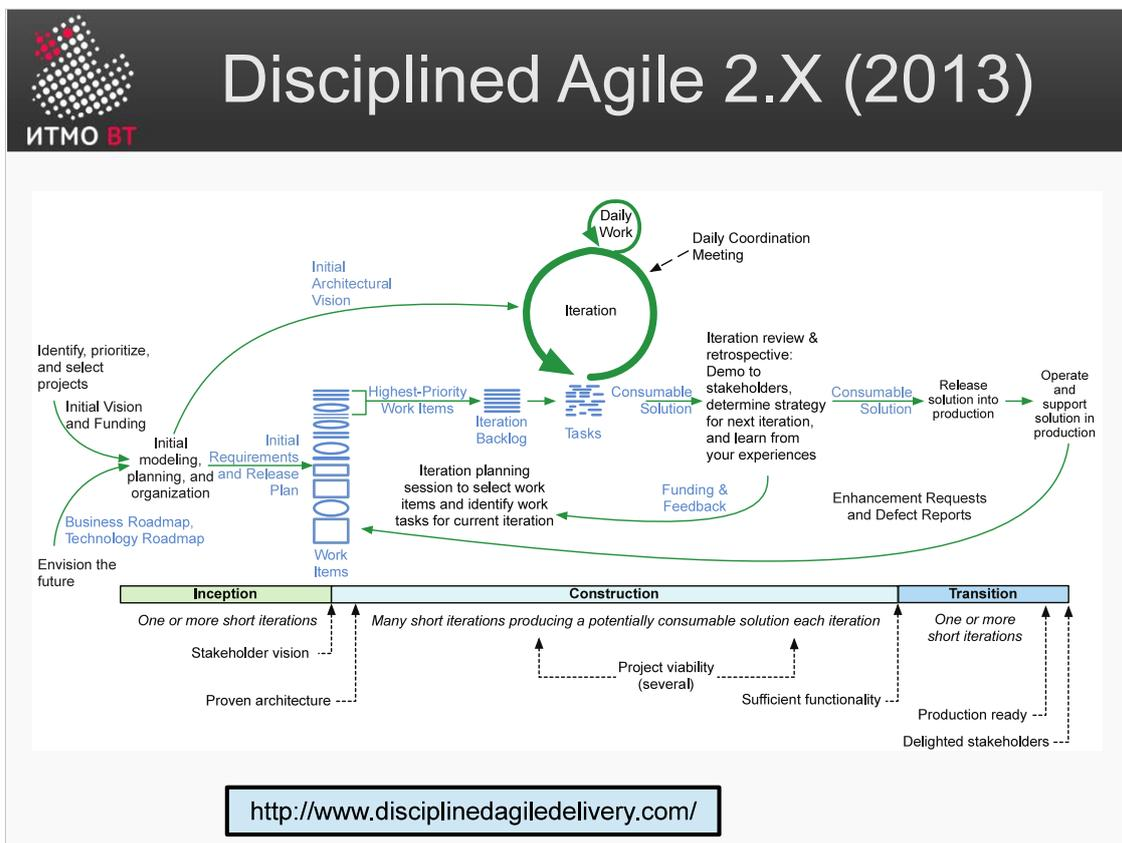 Disciplined Agile 2.X (2013)
ИТМО ВТ
Daily
Work
Daily Coordination
Meeting
Initial
Architectural
Vision
Iteration
Identify, prioritize,
and select
projects
Initial Vision
and Funding
Initial
modeling,
planning, and
organization
Initial
Requirements
and Release
Plan
Business Roadmap,
Technology Roadmap
Envision the
future
Highest-Priority
Work Items
Iteration
Backlog
Tasks
Consumable
Solution
Iteration review &
retrospective:
Demo to
stakeholders,
determine strategy
for next iteration,
and learn from
your experiences
Consumable
Solution
Release
solution into
production
Operate
and
support
solution in
production
Iteration planning
session to select work
items and identify work
tasks for current iteration
Funding &
Feedback
Enhancement Requests
and Defect Reports
Work
Items
Inception
Construction
Transition
One or more short iterations
Many short iterations producing a potentially consumable solution each iteration
One or more
short iterations
Stakeholder vision
Proven architecture
Project viability
(several)
Sufficient functionality
Production ready
Delighted stakeholders
http://www.disciplinedagiledelivery.com/